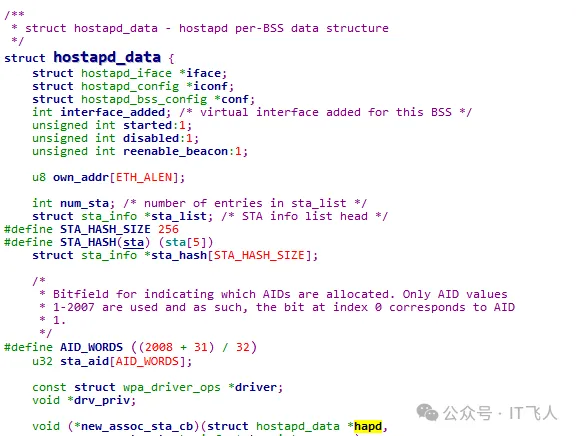 /**
 * struct hostapd_data - hostapd per-BSS data structure
 */
struct hostapd_data {
    struct hostapd_iface *iface;
    struct hostapd_config *iconf;
    struct hostapd_bss_config *conf;
    int interface_added; /* virtual interface added for this BSS */
    unsigned int started:1;
    unsigned int disabled:1;
    unsigned int reenable_beacon:1;
    u8 own_addr[ETH_ALEN];
    int num_sta; /* number of entries in sta_list */
    struct sta_info *sta_list; /* STA info list head */
#define STA_HASH_SIZE 256
#define STA_HASH(sta) (sta[5])
    struct sta_info *sta_hash[STA_HASH_SIZE];
    /*
     * Bitfield for indicating which AIDs are allocated. Only AID values
     * 1-2007 are used and as such, the bit at index 0 corresponds to AID
     * 1.
     */
#define AID_WORDS ((2008 + 31) / 32)
    u32 sta_aid[AID_WORDS];
    const struct wpa_driver_ops *driver;
    void *drv_priv;
    void (*new_assoc_sta_cb)(struct hostapd_data *hapd,
公众号 · IT飞人